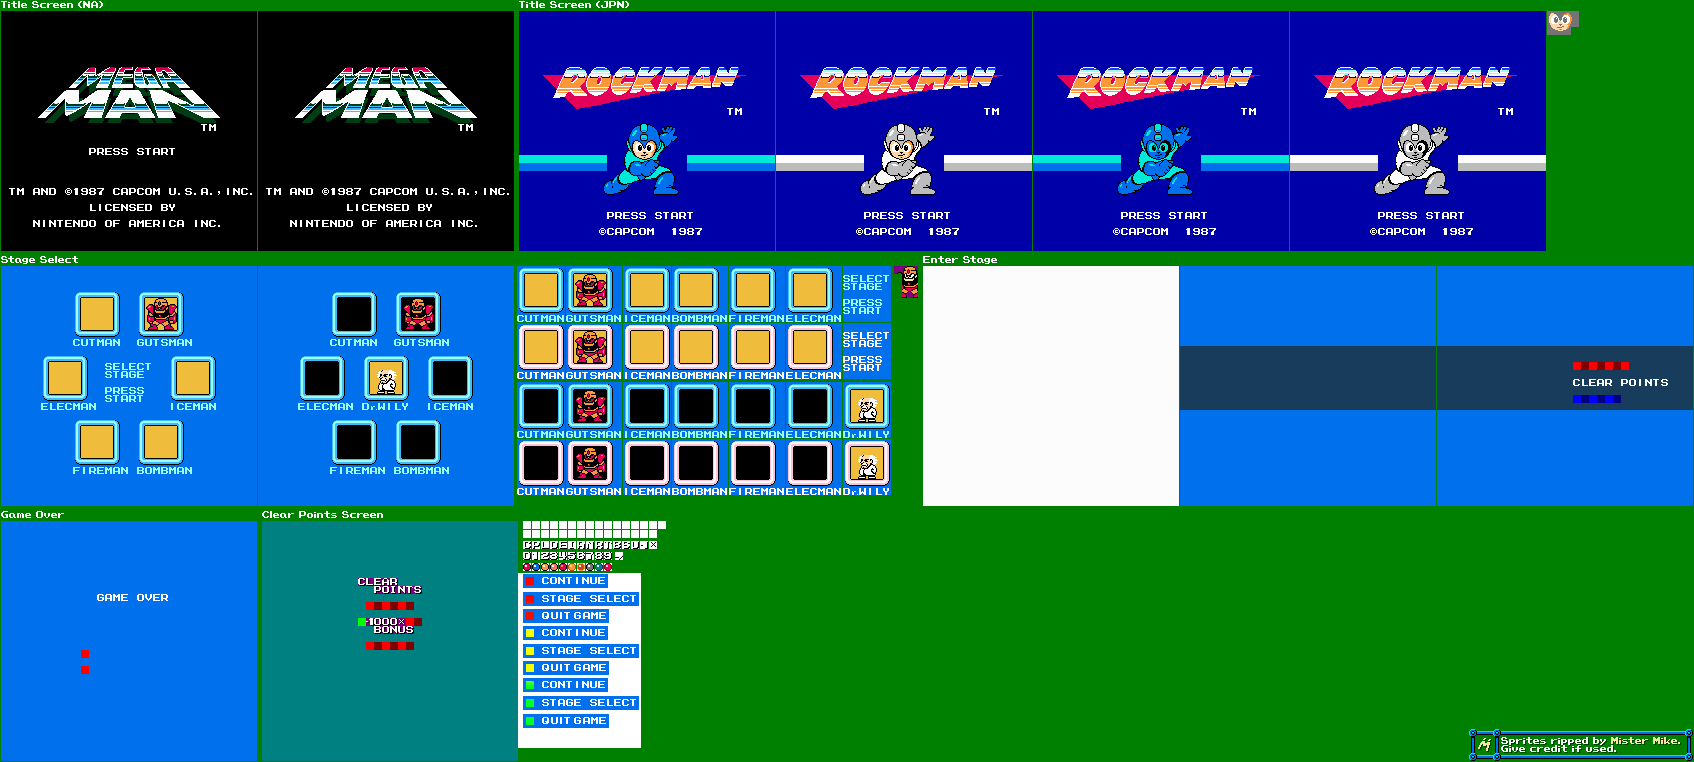 Title Screen (NA)
MEGA
MAN
TM
PRESS START
TM AND ©1987 CAPCOM U.S.A.,INC.
LICENSED BY
NINTENDO OF AMERICA INC.
MEGA
MAN
TM
TM AND ©1987 CAPCOM U.S.A.,INC.
LICENSED BY
NINTENDO OF AMERICA INC.
Title Screen (JPN)
ROCKMAN
TM
PRESS START
©CAPCOM 1987
ROCKMAN
TM
PRESS START
©CAPCOM 1987
ROCKMAN
TM
PRESS START
©CAPCOM 1987
ROCKMAN
TM
PRESS START
©CAPCOM 1987
Stage Select
CUTMAN GUTSMAN
SELECT
STAGE
PRESS
START
ELECMAN ICEMAN
FIREMAN BOMBMAN
CUTMAN GUTSMAN
ELECMAN Dr.WILY ICEMAN
FIREMAN BOMBMAN
SELECT
STAGE
PRESS
START
CUTMAN GUTSMAN ICEMAN BOMBMAN FIREMAN ELECMAN
SELECT
STAGE
PRESS
START
CUTMAN GUTSMAN ICEMAN BOMBMAN FIREMAN ELECMAN
CUTMAN GUTSMAN ICEMAN BOMBMAN FIREMAN ELECMAN Dr.WILY
CUTMAN GUTSMAN ICEMAN BOMBMAN FIREMAN ELECMAN Dr.WILY
Enter Stage
CLEAR POINTS
Game Over
GAME OVER
Clear Points Screen
CLEAR
POINTS
1000×
BONUS
0123456789
CONTINUE
STAGE SELECT
QUIT GAME
CONTINUE
STAGE SELECT
QUIT GAME
CONTINUE
STAGE SELECT
QUIT GAME
Sprites ripped by Mister Mike.
Give credit if used.